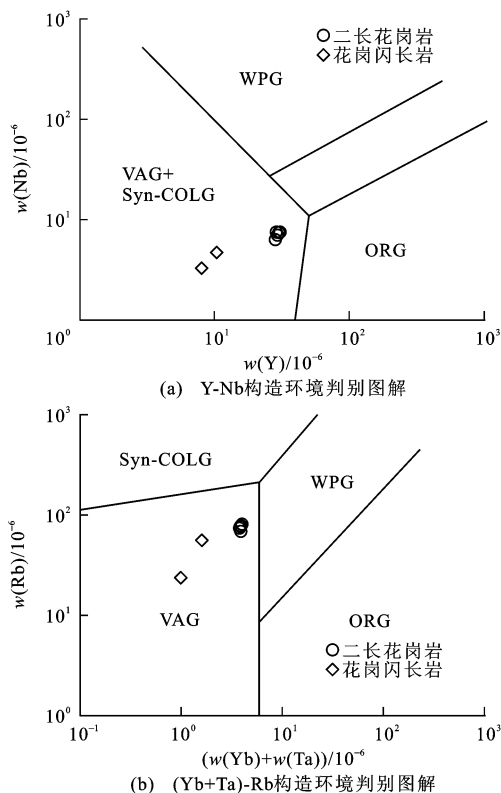 10³
二长花岗岩
花岗闪长岩
WPG
10²
w(Nb)/10⁻⁶
VAG+
Syn-COLG
10¹
ORG
10⁰
10¹
10²
10³
w(Y)/10⁻⁶
(a) Y-Nb构造环境判别图解
10³
Syn-COLG
WPG
10²
w(Rb)/10⁻⁶
10¹
VAG
ORG
二长花岗岩
花岗闪长岩
10⁰
10⁻¹
10⁰
10¹
10²
10³
(w(Yb)+w(Ta))/10⁻⁶
(b) (Yb+Ta)-Rb构造环境判别图解